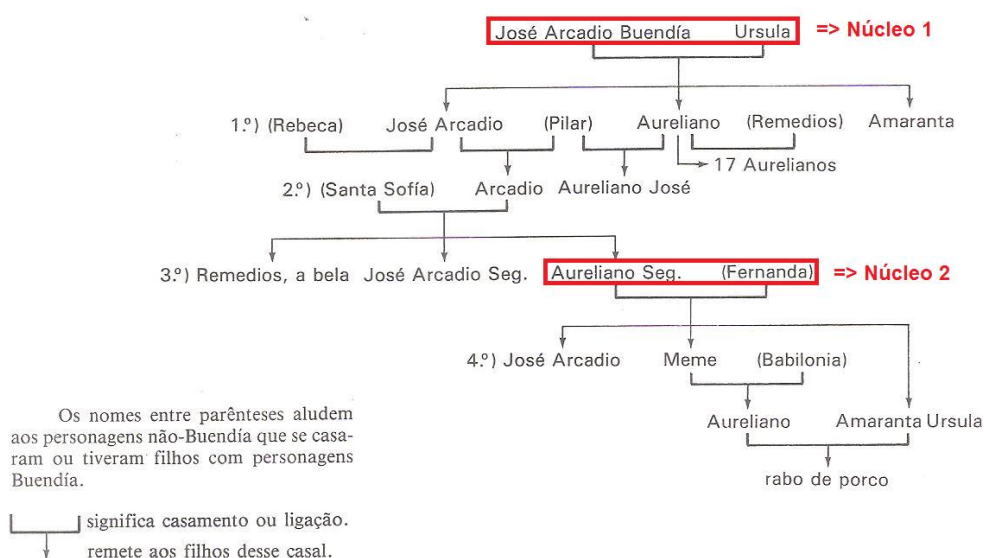 José Arcadio Buendía Ursula => Núcleo 1
1.º) (Rebeca) José Arcadio (Pilar) Aureliano (Remedios) Amaranta
17 Aurelianos
2.º) (Santa Sofía) Arcadio Aureliano José
3.º) Remedios, a bela José Arcadio Seg. Aureliano Seg. (Fernanda) => Núcleo 2
4.º) José Arcadio Meme (Babilonia)
Aureliano Amaranta Ursula
rabo de porco
Os nomes entre parênteses aludem
aos personagens não-Buendía que se casa-
ram ou tiveram filhos com personagens
Buendía.
significa casamento ou ligação.
remete aos filhos desse casal.